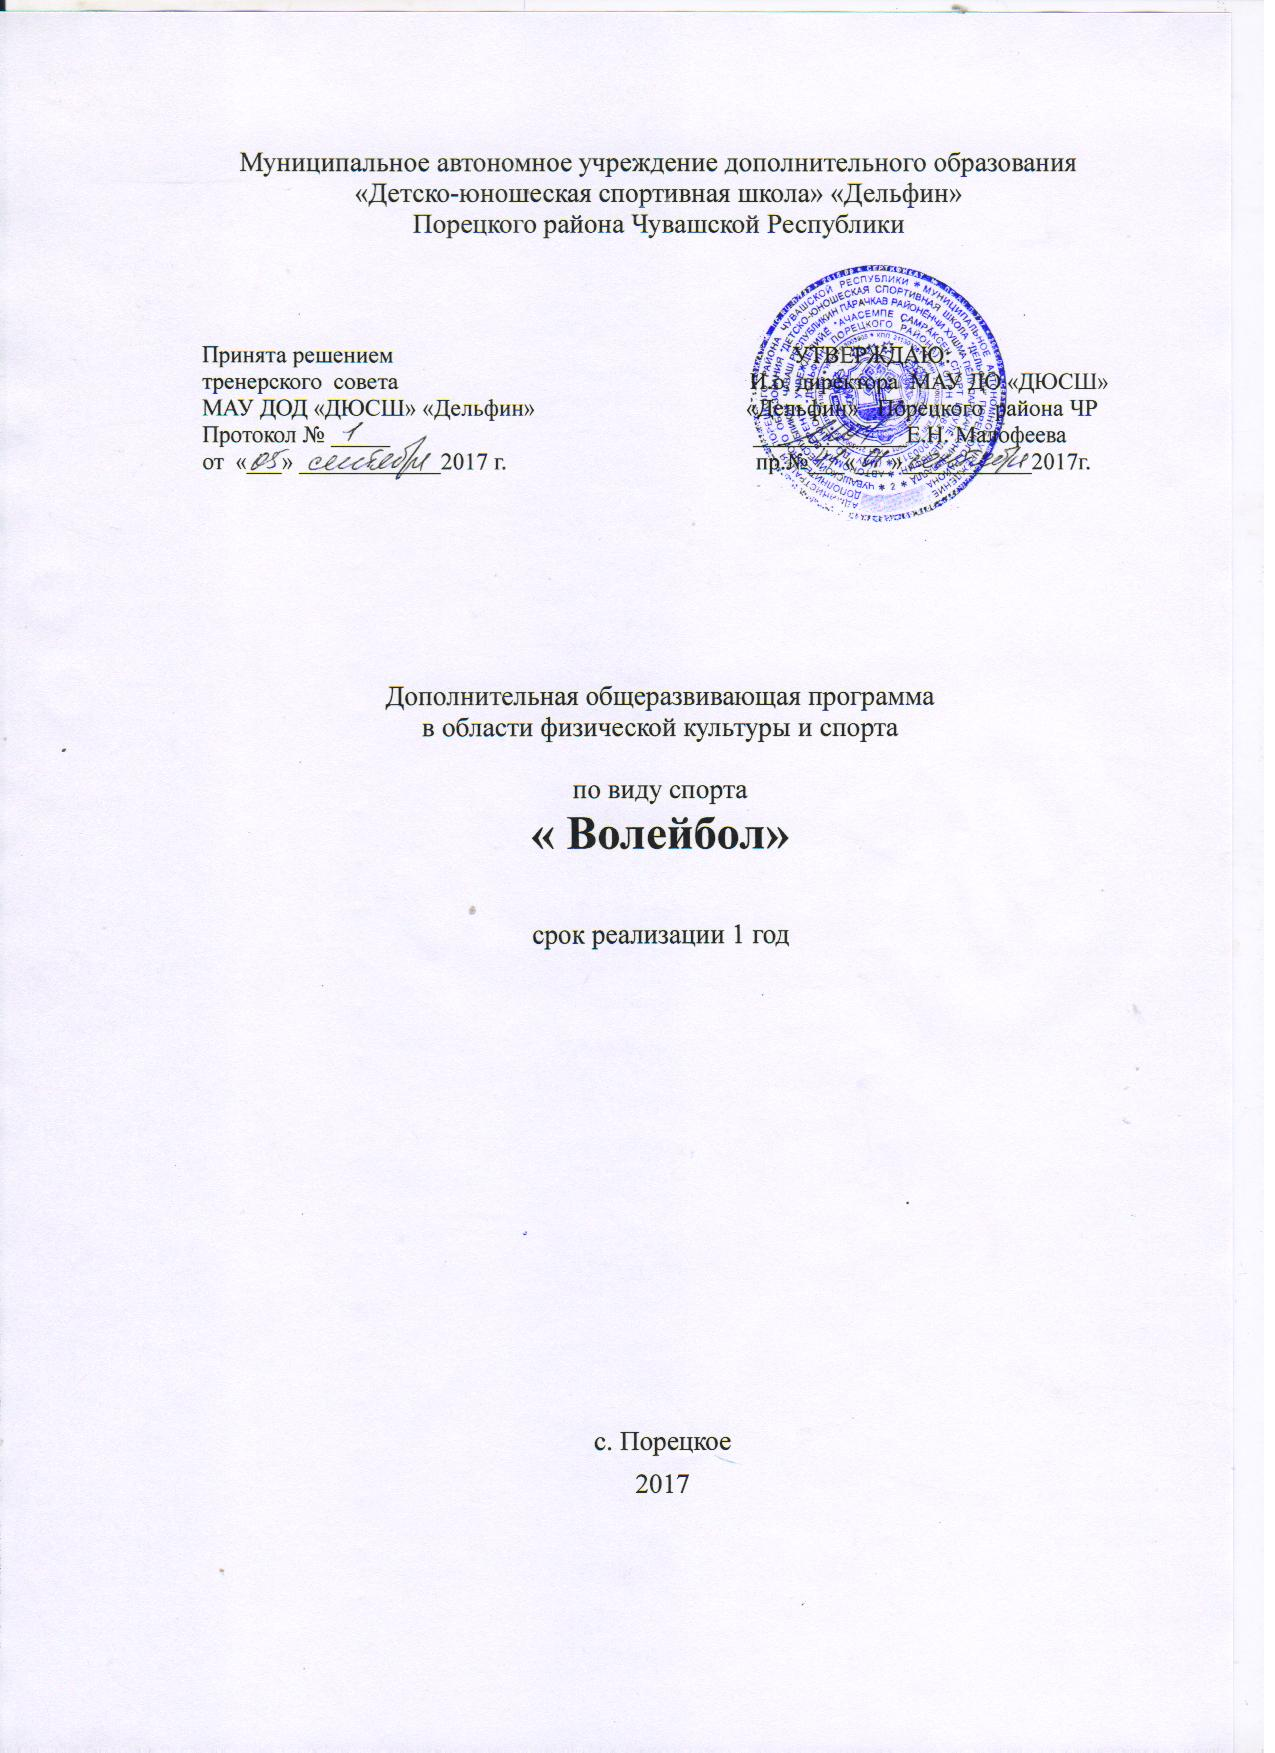 Муниципальное автономное учреждение дополнительного образования
«Детско-юношеская спортивная школа» «Дельфин»
Порецкого района Чувашской Республики
Принята решением
тренерского совета
МАУ ДОД «ДЮСШ» «Дельфин»
Протокол № 1
от «05» сентября 2017 г.
УТВЕРЖДАЮ:
И.о. директора МАУ ДО «ДЮСШ»
«Дельфин» Порецкого района ЧР
Е.Н. Малофеева
пр.№ « » 2017г.
Дополнительная общеразвивающая программа
в области физической культуры и спорта
по виду спорта
« Волейбол»
срок реализации 1 год
с. Порецкое
2017